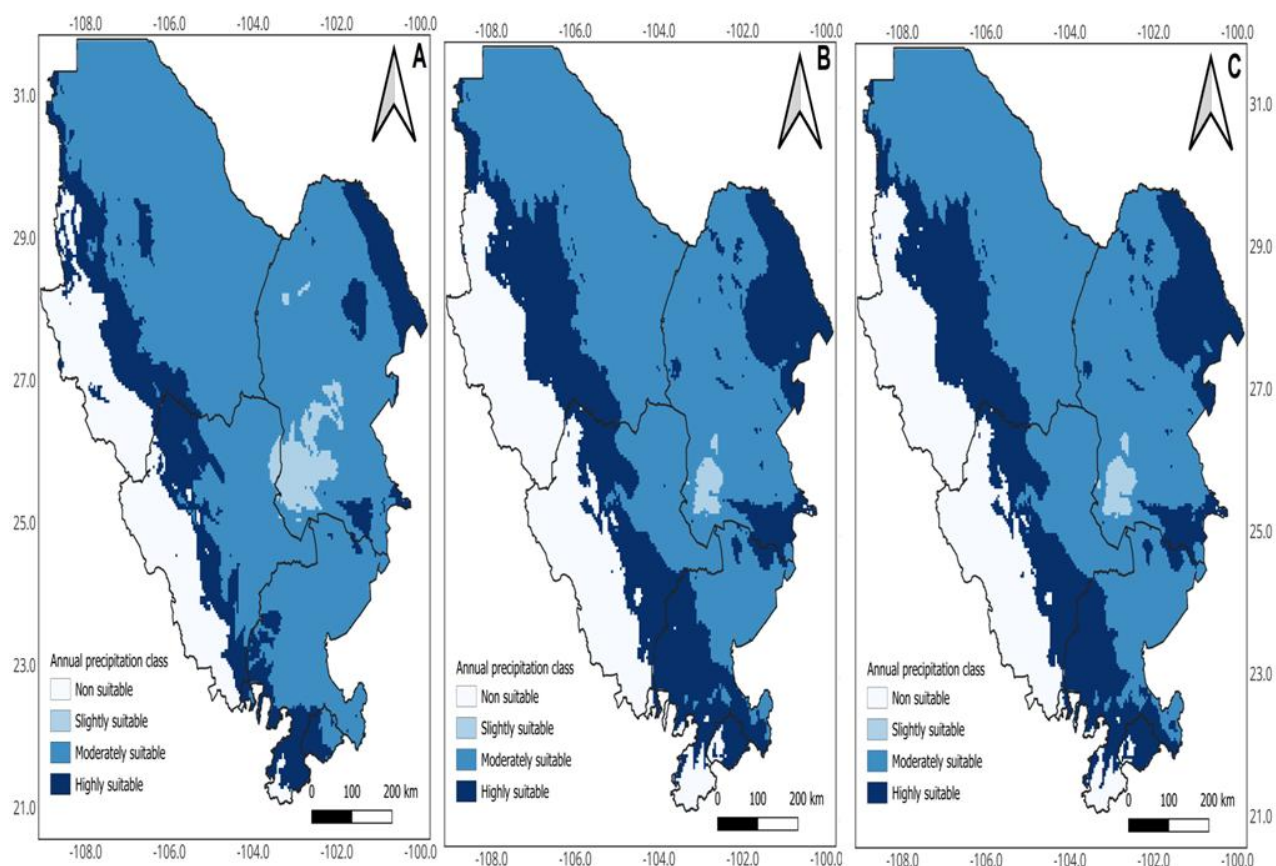 -108.0 -106.0 -104.0 -102.0 -100.0
A
31.0
29.0
27.0
25.0
23.0
21.0
Annual precipitation class
Non suitable
Slightly suitable
Moderately suitable
Highly suitable
0 100 200 km
-108.0 -106.0 -104.0 -102.0 -100.0
-108.0 -106.0 -104.0 -102.0 -100.0
B
Annual precipitation class
Non suitable
Slightly suitable
Moderately suitable
Highly suitable
0 100 200 km
-108.0 -106.0 -104.0 -102.0 -100.0
-108.0 -106.0 -104.0 -102.0 -100.0
C
31.0
29.0
27.0
25.0
23.0
21.0
Annual precipitation class
Non suitable
Slightly suitable
Moderately suitable
Highly suitable
0 100 200 km
-108.0 -106.0 -104.0 -102.0 -100.0